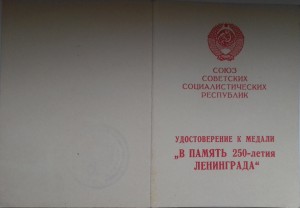 СОЮЗ
СОВЕТСКИХ
СОЦИАЛИСТИЧЕСКИХ
РЕСПУБЛИК
УДОСТОВЕРЕНИЕ К МЕДАЛИ
„В ПАМЯТЬ 250-летия
ЛЕНИНГРАДА“